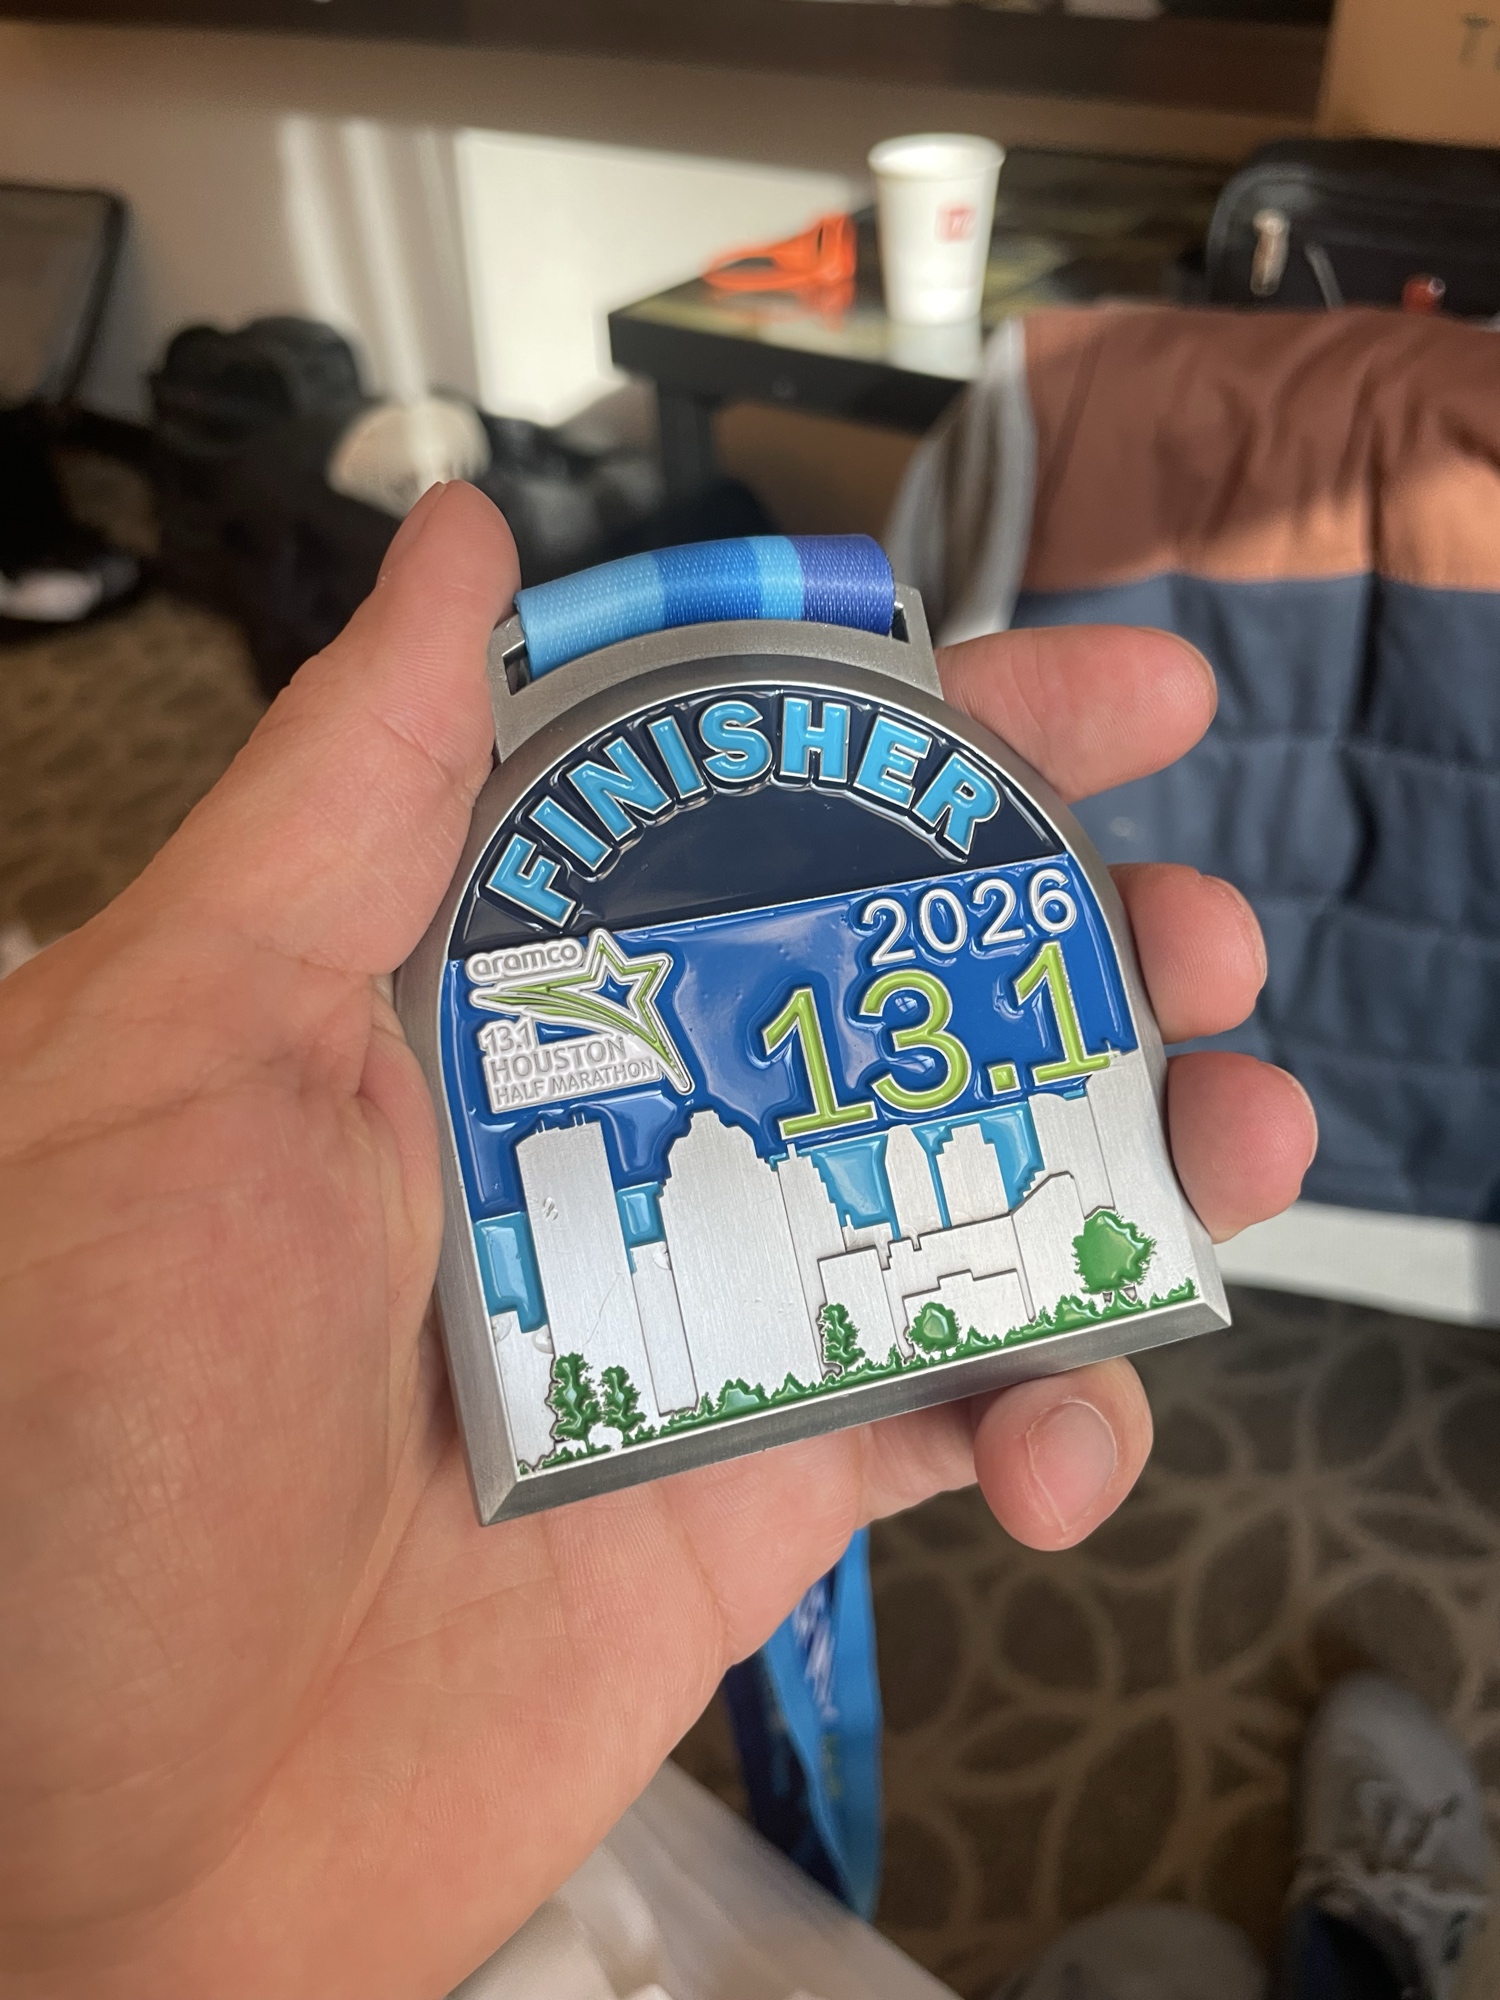 FINISHER
2026
13.1
aramco
13.1
HOUSTON
HALF MARATHON